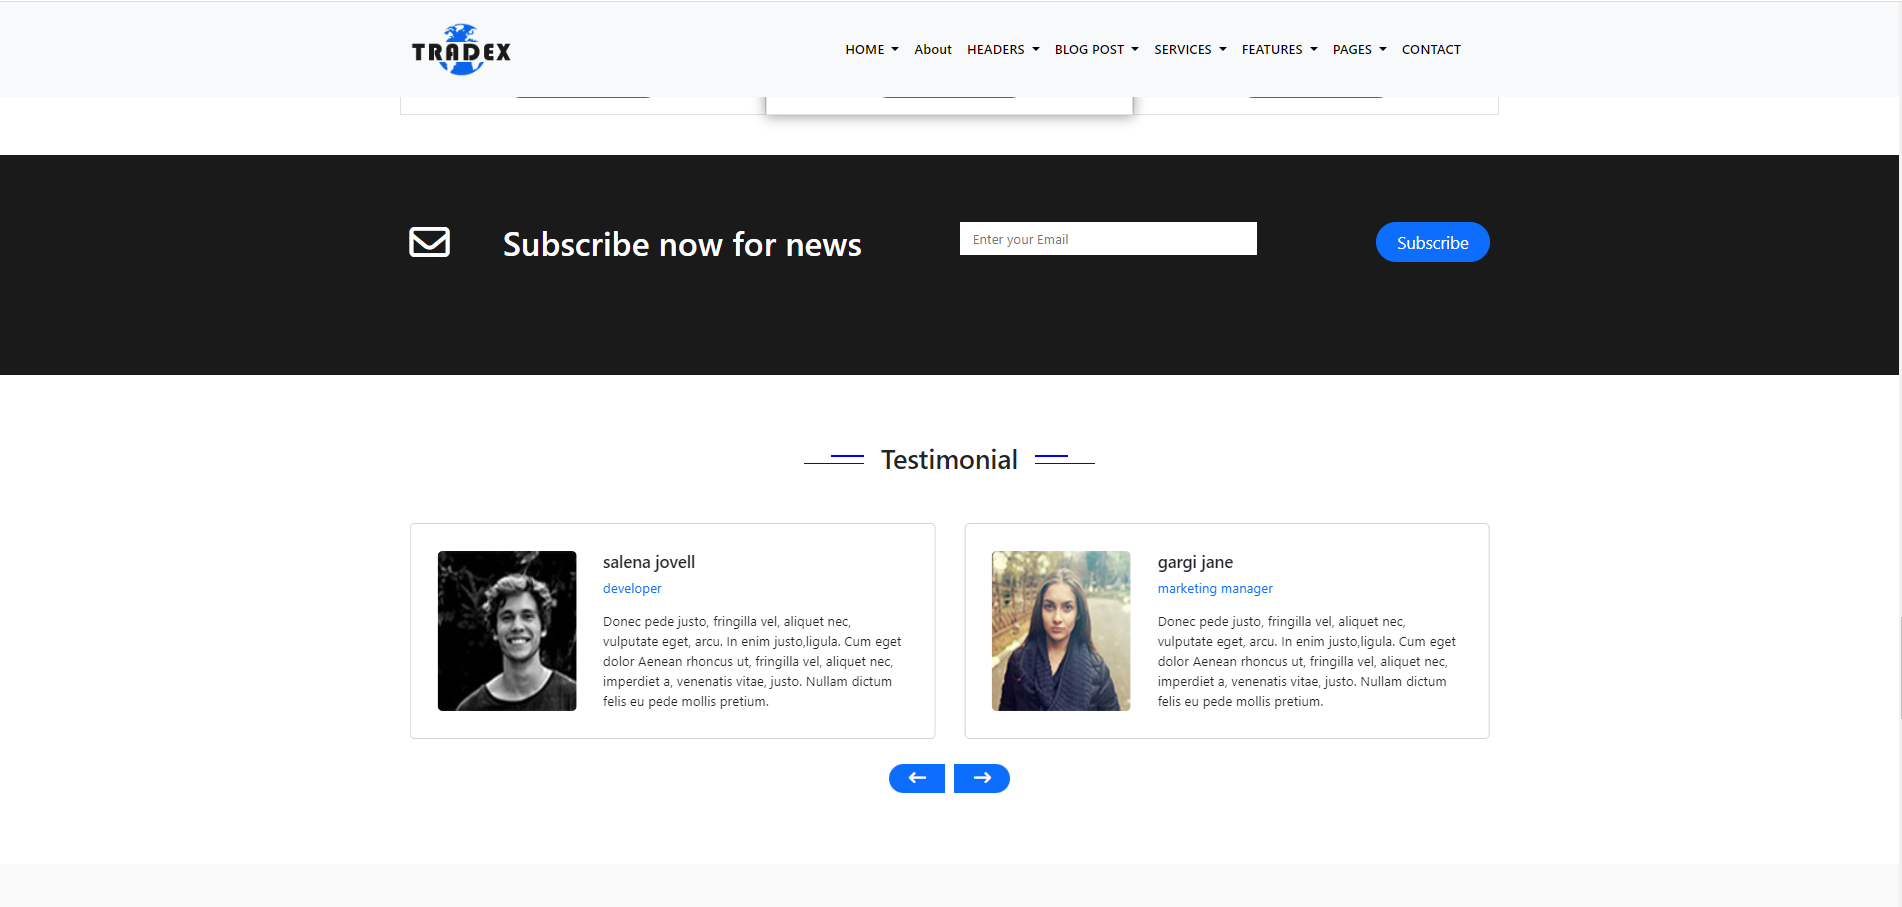 TRADEX
HOME About HEADERS BLOG POST SERVICES FEATURES PAGES CONTACT
Subscribe now for news
Enter your Email
Subscribe
Testimonial
salena jovell
developer
Donec pede justo, fringilla vel, aliquet nec,
vulputate eget, arcu. In enim justo,ligula. Cum eget
dolor Aenean rhoncus ut, fringilla vel, aliquet nec,
imperdiet a, venenatis vitae, justo. Nullam dictum
felis eu pede mollis pretium.
gargi jane
marketing manager
Donec pede justo, fringilla vel, aliquet nec,
vulputate eget, arcu. In enim justo,ligula. Cum eget
dolor Aenean rhoncus ut, fringilla vel, aliquet nec,
imperdiet a, venenatis vitae, justo. Nullam dictum
felis eu pede mollis pretium.